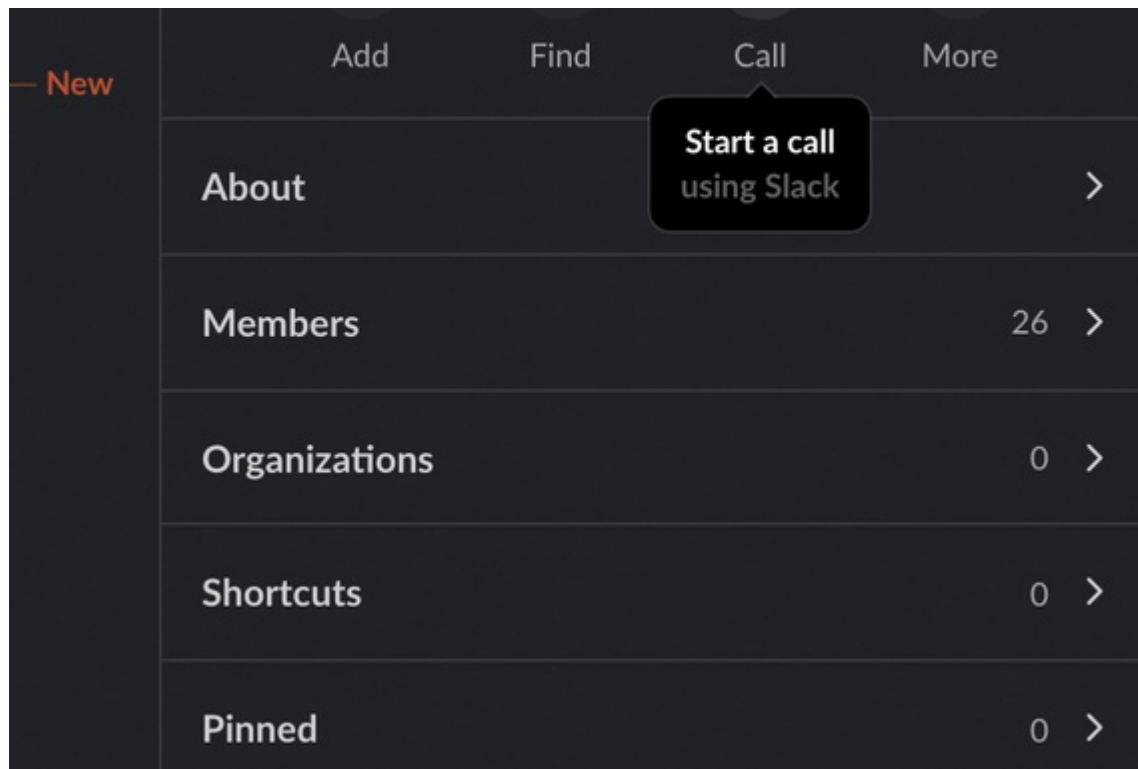 Add Find Call More
New
Start a call
using Slack
About
Members 26
Organizations 0
Shortcuts 0
Pinned 0